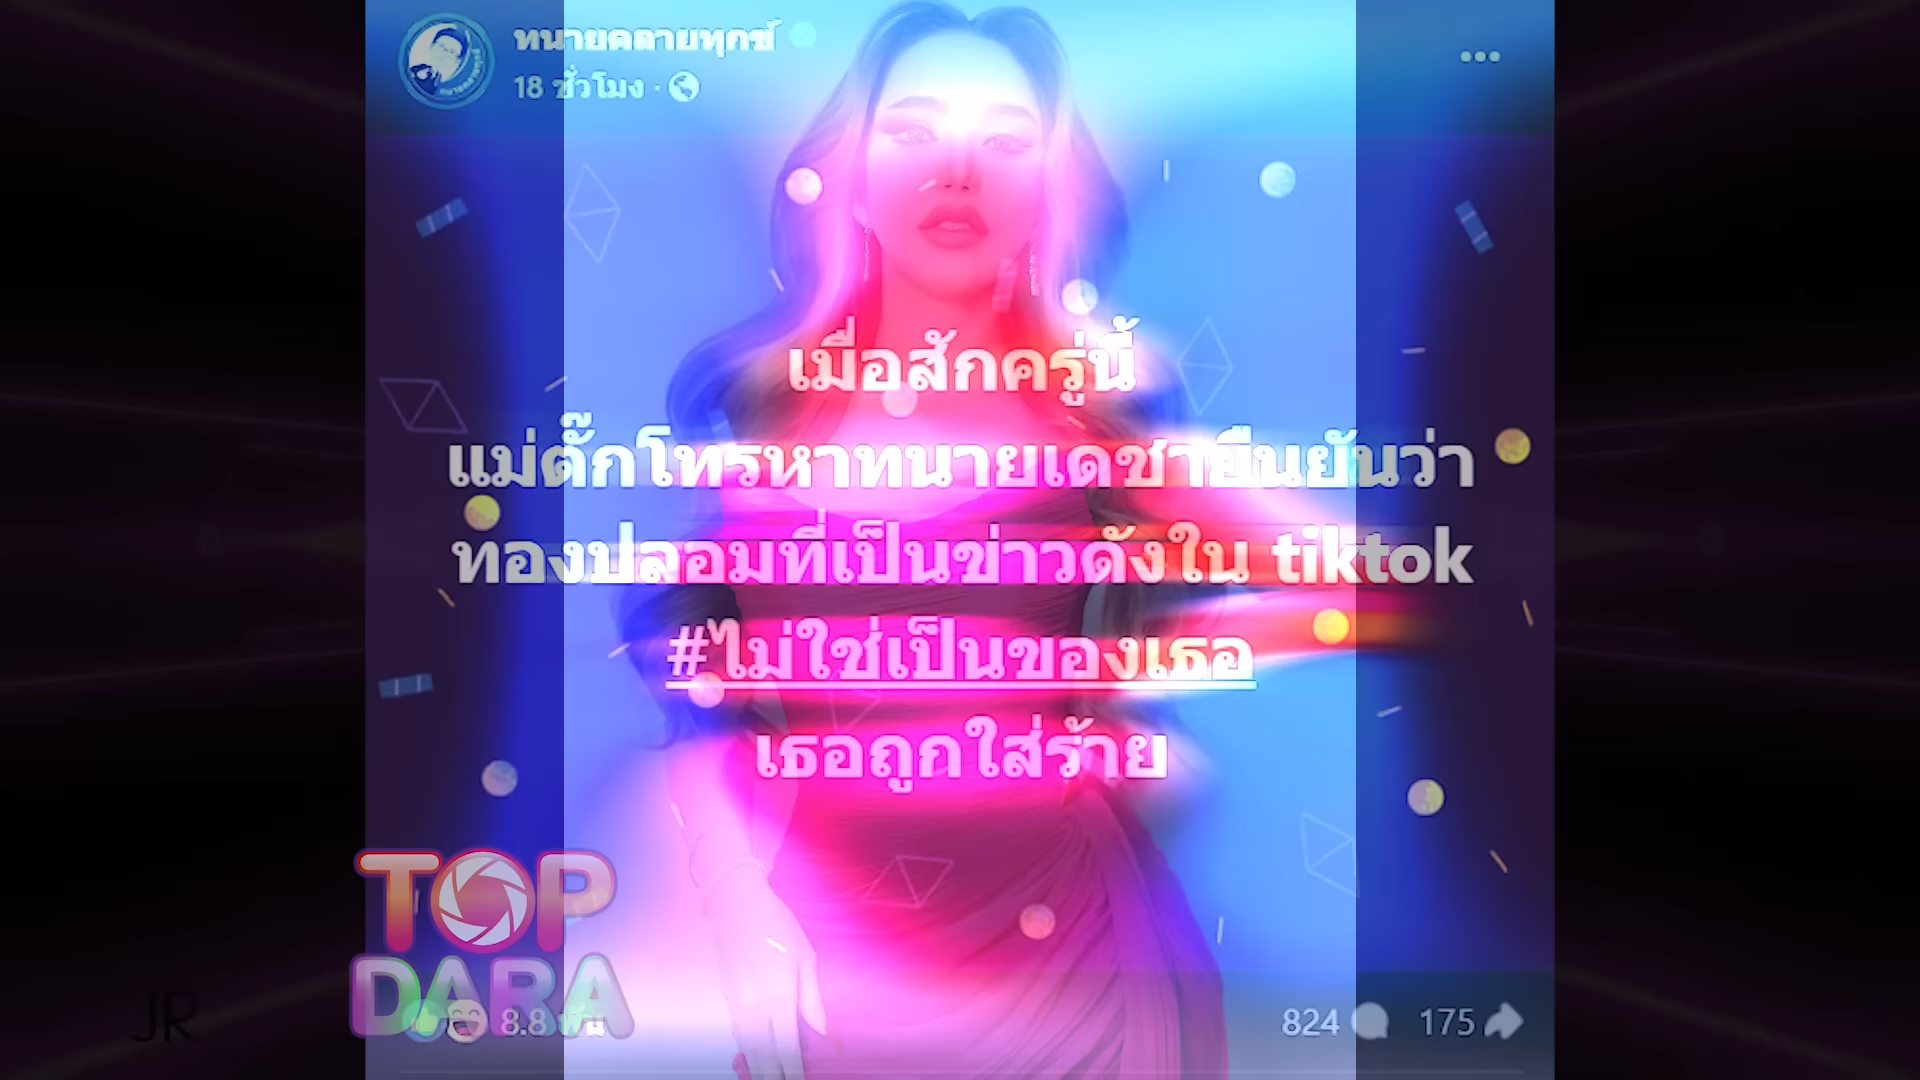 ทนายคลายทุกข์
18 ชั่วโมง ·
เมื่อสักครู่นี้
แม่ตั๊กโทรหาทนายเดชายืนยันว่า
ทองปลอมที่เป็นข่าวดังใน tiktok
#ไม่ใช่เป็นของเธอ
เธอถูกใส่ร้าย
TOP
DARA
JR
8.8 พัน
824
175